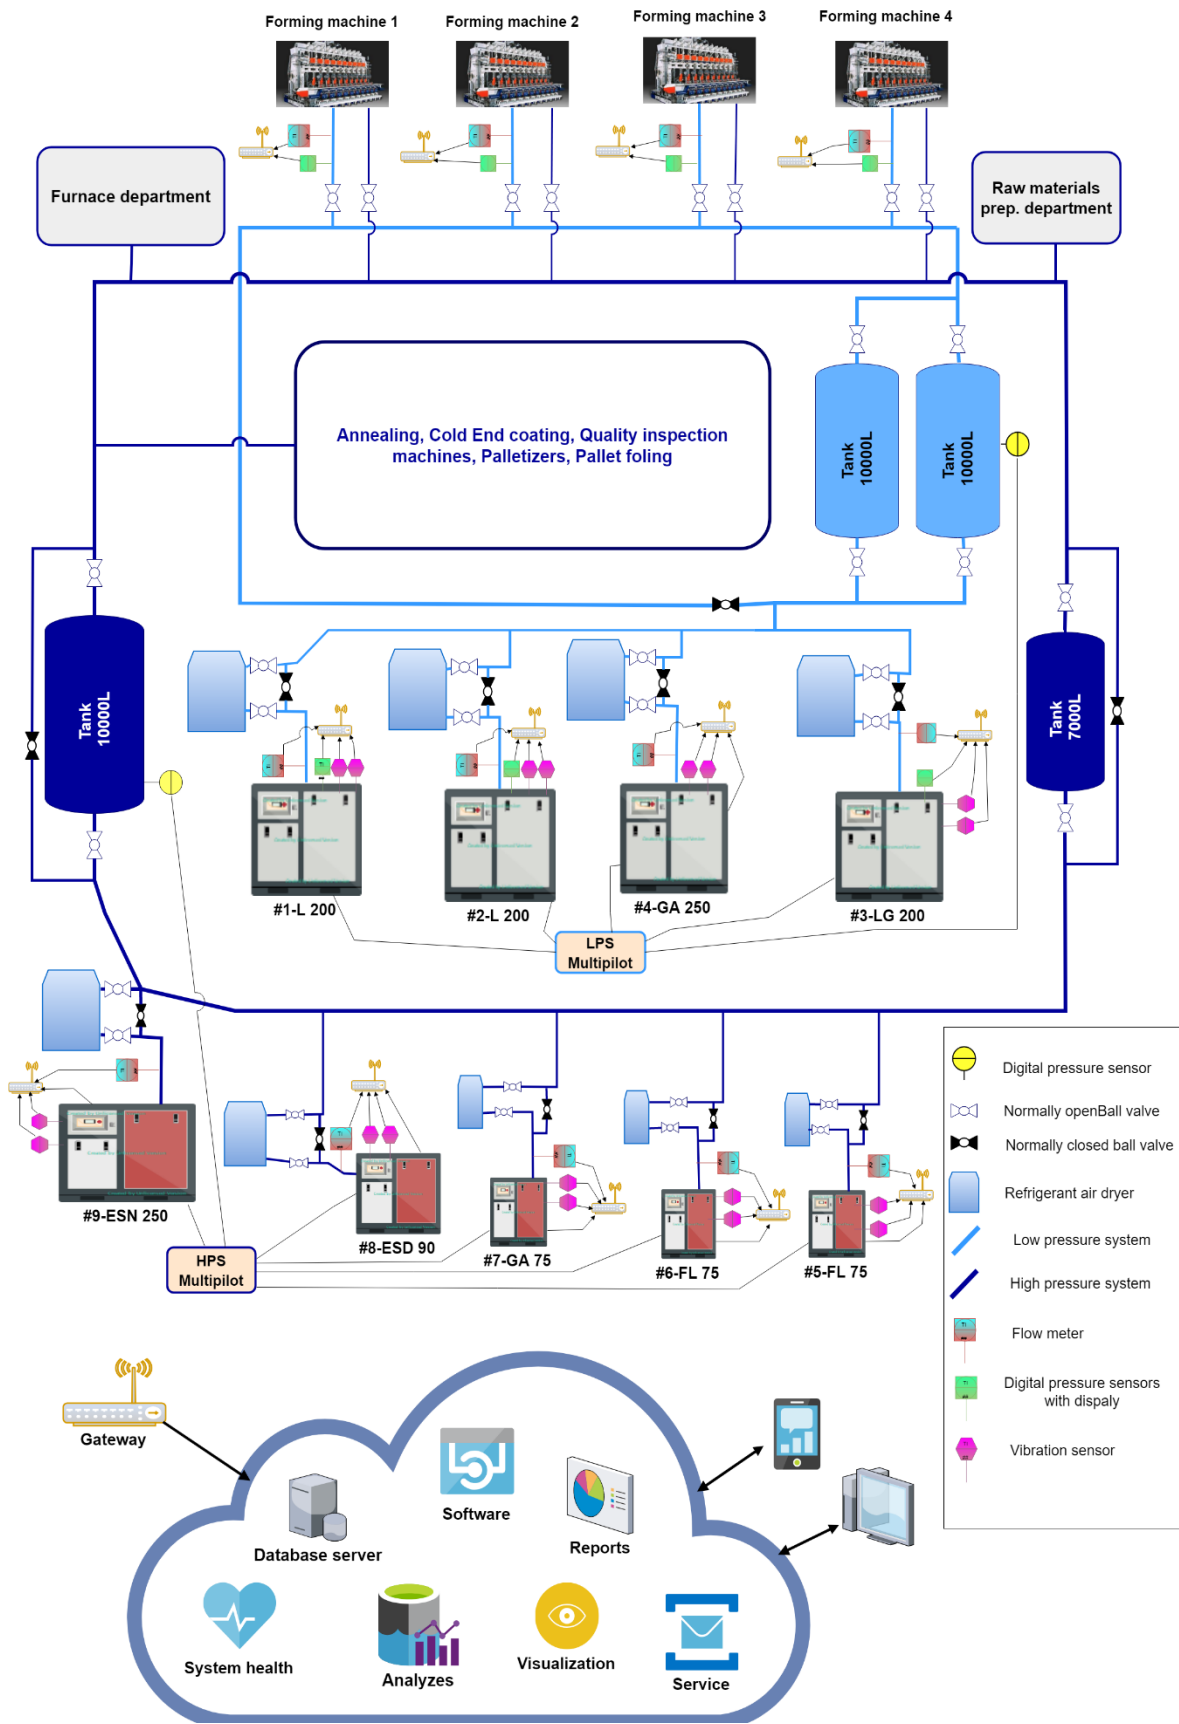 Forming machine 1
Forming machine 2
Forming machine 3
Forming machine 4
Furnace department
Raw materials
prep. department
Annealing, Cold End coating, Quality inspection
machines, Palletizers, Pallet foling
Tank
10000L
Tank
10000L
Tank
10000L
Tank
7000L
#1-L 200
#2-L 200
#4-GA 250
#3-LG 200
LPS
Multipilot
#9-ESN 250
#8-ESD 90
#7-GA 75
#6-FL 75
#5-FL 75
HPS
Multipilot
Digital pressure sensor
Normally openBall valve
Normally closed ball valve
Refrigerant air dryer
Low pressure system
High pressure system
Flow meter
Digital pressure sensors
with dispaly
Vibration sensor
Gateway
Database server
Software
Reports
System health
Analyzes
Visualization
Service